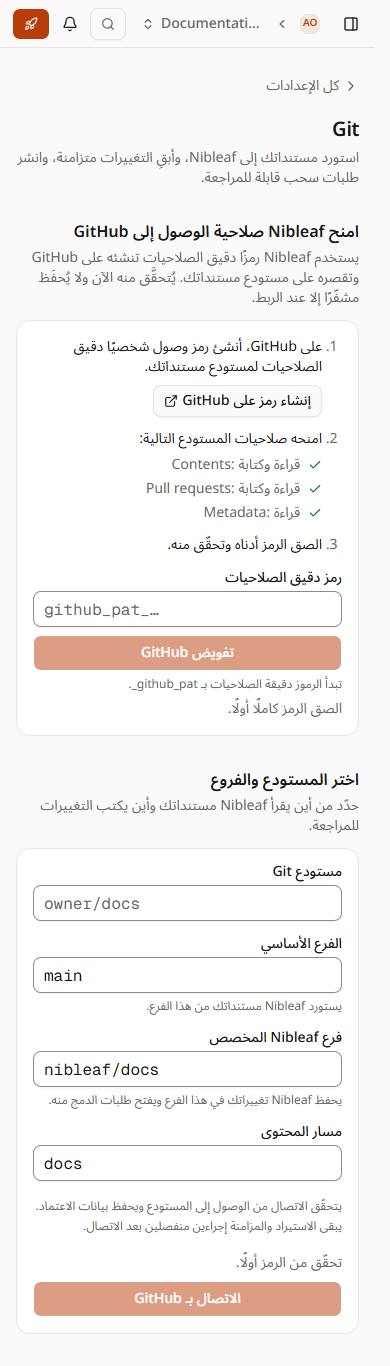 Documentati...
AO
كل الإعدادات
Git
استورد مستنداتك إلى Nibleaf، وأبقِ التغييرات متزامنة، وانشر
طلبات سحب قابلة للمراجعة.
امنح Nibleaf صلاحية الوصول إلى GitHub
يستخدم Nibleaf رمزًا دقيق الصلاحيات تنشئه على GitHub
وتقصره على مستودع مستنداتك. يُتحقَّق منه الآن ولا يُحفَظ
مشفّرًا إلا عند الربط.
1. على GitHub، أنشئ رمز وصول شخصيًا دقيق
الصلاحيات لمستودع مستنداتك.
إنشاء رمز على GitHub
2. امنحه صلاحيات المستودع التالية:
Contents: قراءة وكتابة
Pull requests: قراءة وكتابة
Metadata: قراءة
3. الصق الرمز أدناه وتحقّق منه.
رمز دقيق الصلاحيات
github_pat_…
تفويض GitHub
تبدأ الرموز دقيقة الصلاحيات بـ github_pat_.
الصق الرمز كاملًا أولًا.
اختر المستودع والفروع
حدّد من أين يقرأ Nibleaf مستنداتك وأين يكتب التغييرات
للمراجعة.
مستودع Git
owner/docs
الفرع الأساسي
main
يستورد Nibleaf مستنداتك من هذا الفرع.
فرع Nibleaf المخصص
nibleaf/docs
يحفظ Nibleaf تغييراتك في هذا الفرع ويفتح طلبات الدمج منه.
مسار المحتوى
docs
يتحقّق الاتصال من الوصول إلى المستودع ويحفظ بيانات الاعتماد.
يبقى الاستيراد والمزامنة إجراءين منفصلين بعد الاتصال.
تحقّق من الرمز أولًا.
الاتصال بـ GitHub